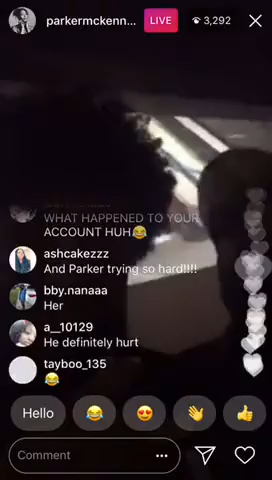 parkermckenn...
LIVE
3,292
WHAT HAPPENED TO YOUR
ACCOUNT HUH😂
ashcakezzz
And Parker trying so hard!!!!
bby.nanaaa
Her
a__10129
He definitely hurt
tayboo_135
😂
Hello
Comment